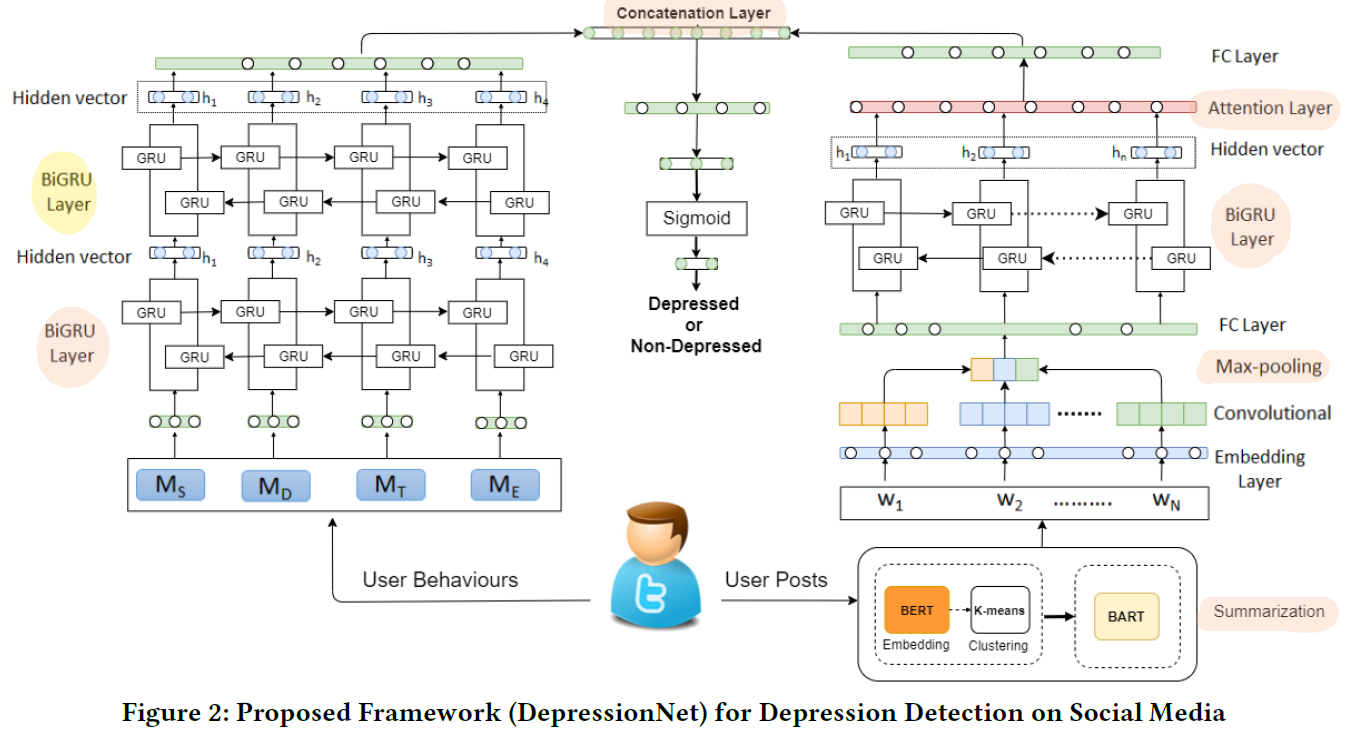 Concatenation Layer
FC Layer
Hidden vector
h1
h2
h3
h4
Attention Layer
h1
h2
hn
Hidden vector
GRU
GRU
GRU
GRU
BiGRU
Layer
GRU
GRU
GRU
GRU
Sigmoid
GRU
GRU
GRU
BiGRU
Layer
GRU
GRU
GRU
Hidden vector
h1
h2
h3
h4
Depressed
or
Non-Depressed
GRU
GRU
GRU
GRU
BiGRU
Layer
GRU
GRU
GRU
GRU
FC Layer
Max-pooling
Convolutional
Embedding
Layer
MS
MD
MT
ME
W1
W2
..........
WN
User Behaviours
t
User Posts
BERT
K-means
Embedding
Clustering
BART
Summarization
Figure 2: Proposed Framework (DepressionNet) for Depression Detection on Social Media